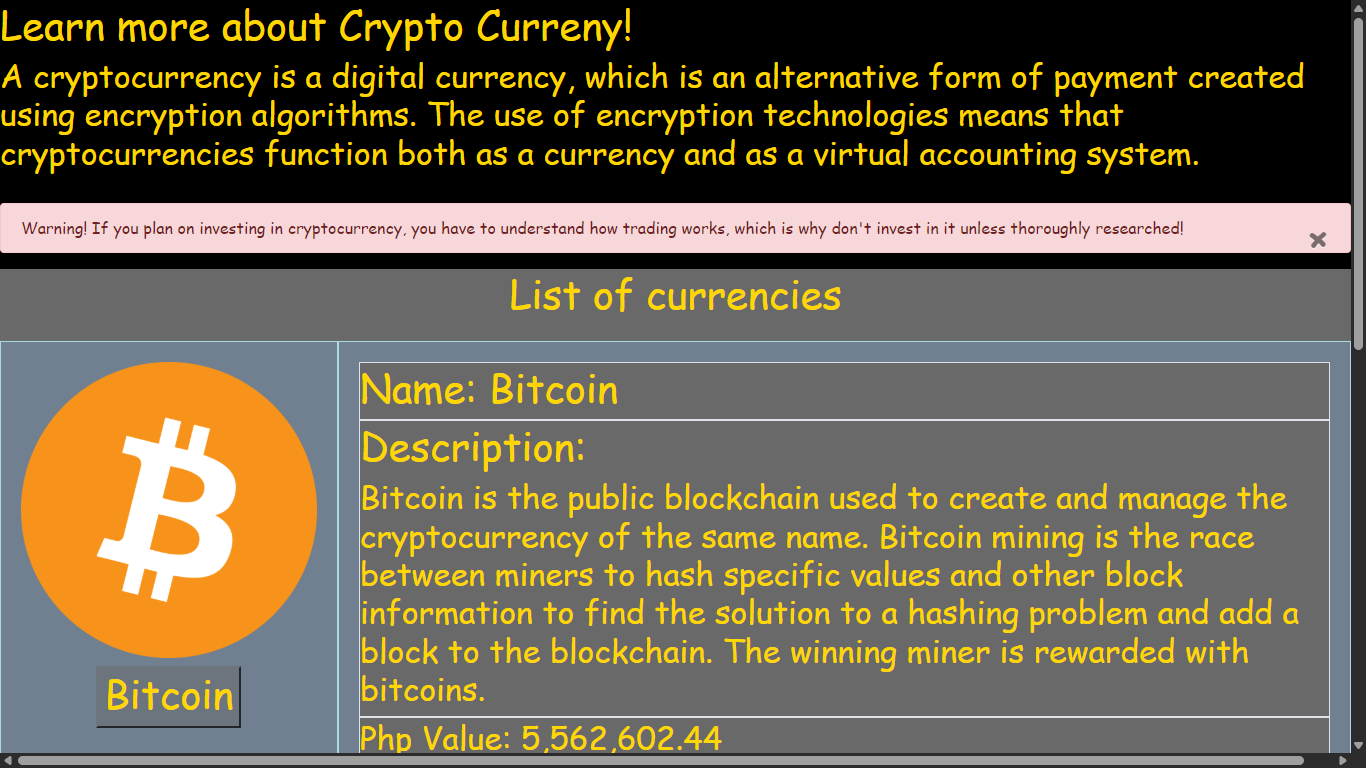 Learn more about Crypto Curreny!
A cryptocurrency is a digital currency, which is an alternative form of payment created
using encryption algorithms. The use of encryption technologies means that
cryptocurrencies function both as a currency and as a virtual accounting system.
Warning! If you plan on investing in cryptocurrency, you have to understand how trading works, which is why don't invest in it unless thoroughly researched!
List of currencies
Name: Bitcoin
Description:
Bitcoin is the public blockchain used to create and manage the
cryptocurrency of the same name. Bitcoin mining is the race
between miners to hash specific values and other block
information to find the solution to a hashing problem and add a
block to the blockchain. The winning miner is rewarded with
bitcoins.
Bitcoin
Php Value: 5,562,602.44